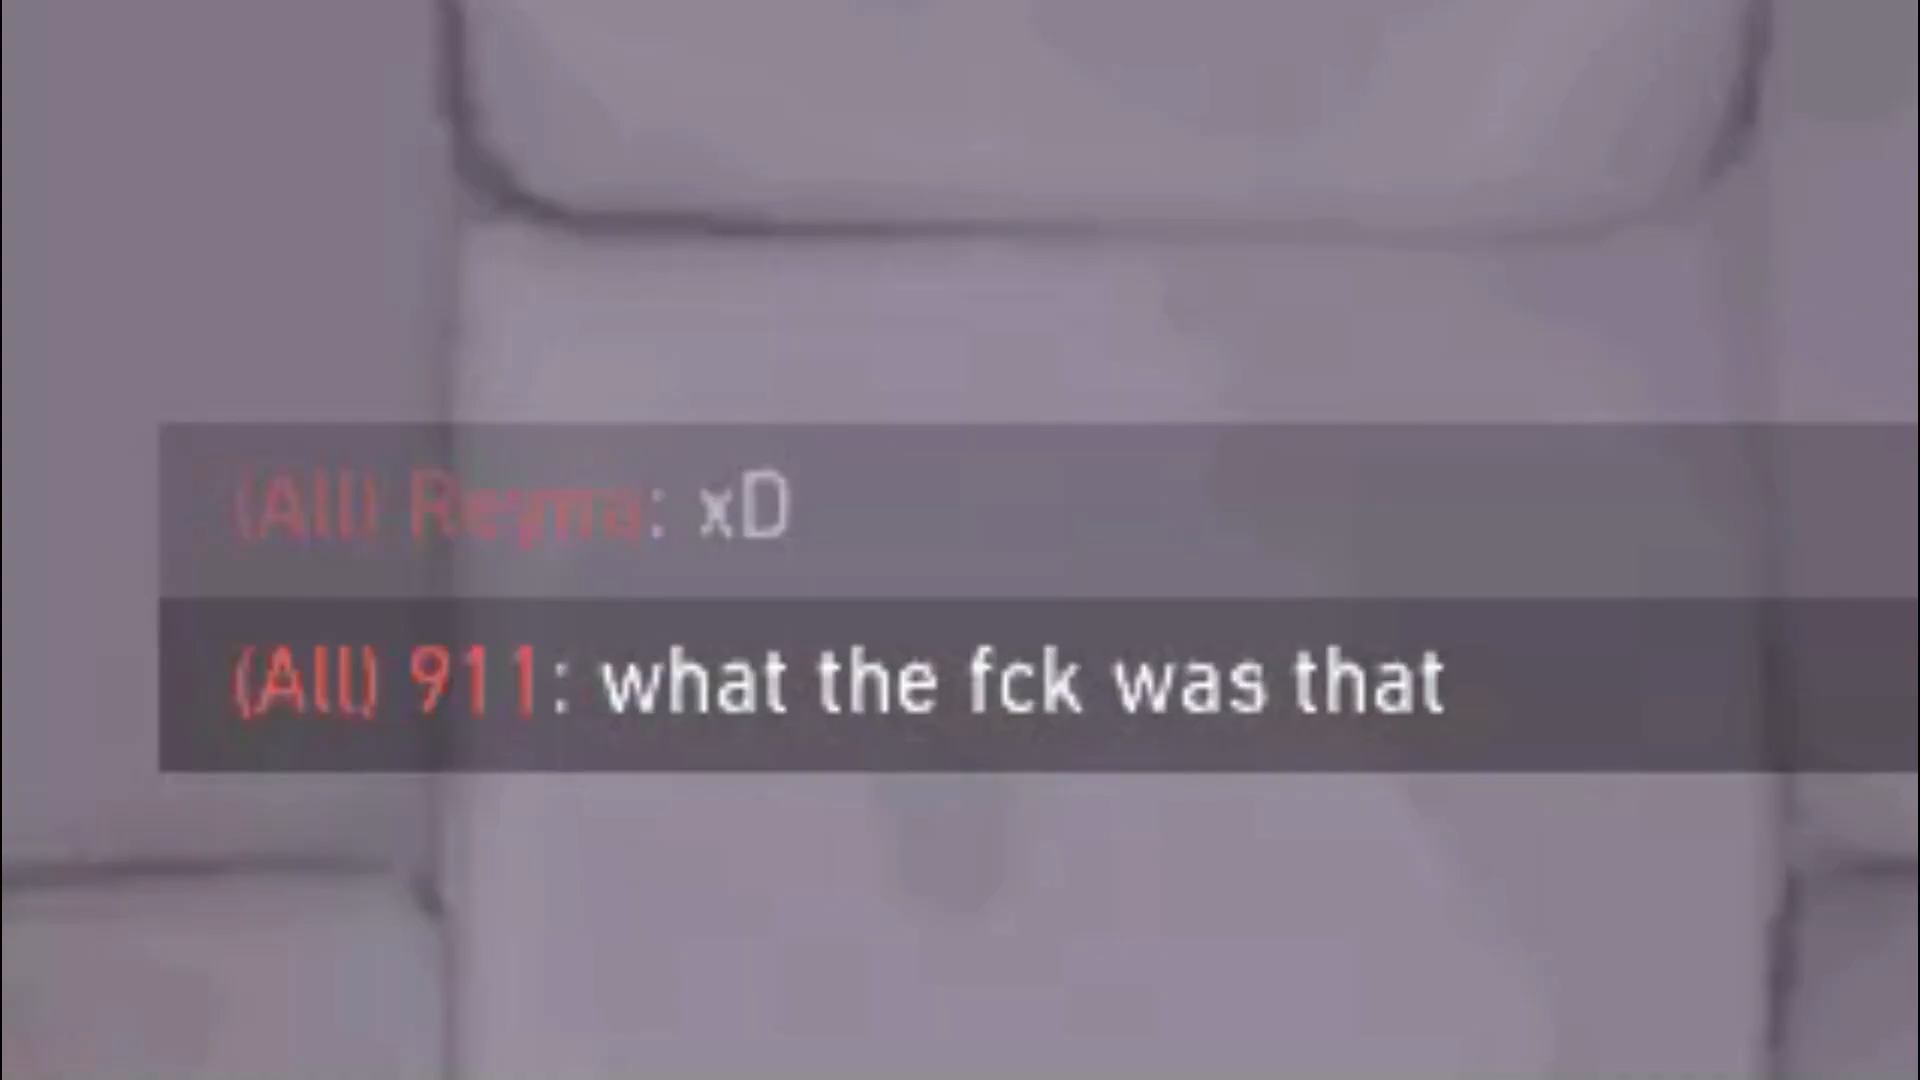 (All) Reyna: xD
(All) 911: what the fck was that